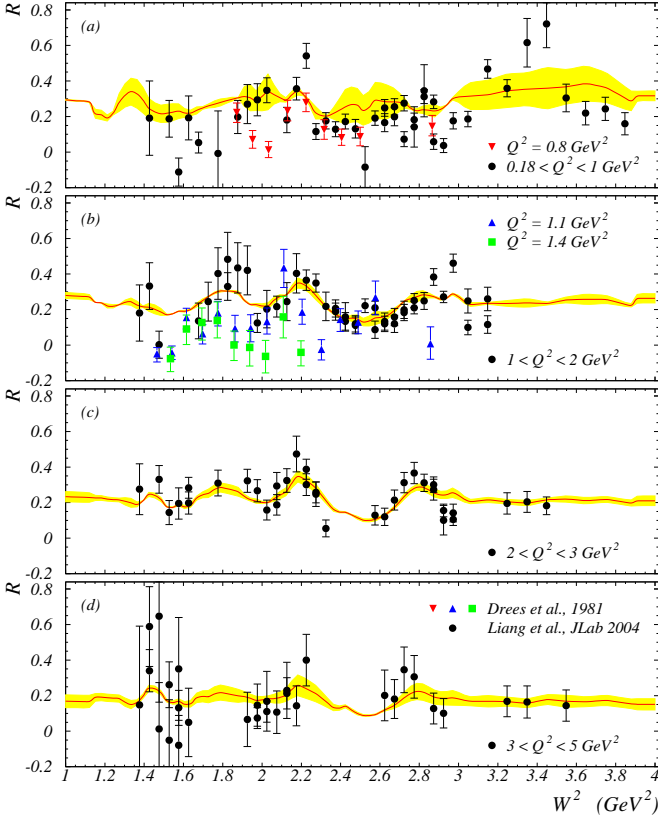 R
0.8
0.6
0.4
0.2
0
-0.2
(a)
Q² = 0.8 GeV²
0.18 < Q² < 1 GeV²
R
0.6
0.4
0.2
0
-0.2
(b)
Q² = 1.1 GeV²
Q² = 1.4 GeV²
1 < Q² < 2 GeV²
R
0.6
0.4
0.2
0
-0.2
(c)
2 < Q² < 3 GeV²
R
0.8
0.6
0.4
0.2
0
-0.2
(d)
Drees et al., 1981
Liang et al., JLab 2004
3 < Q² < 5 GeV²
1 1.2 1.4 1.6 1.8 2 2.2 2.4 2.6 2.8 3 3.2 3.4 3.6 3.8 4
W² (GeV²)